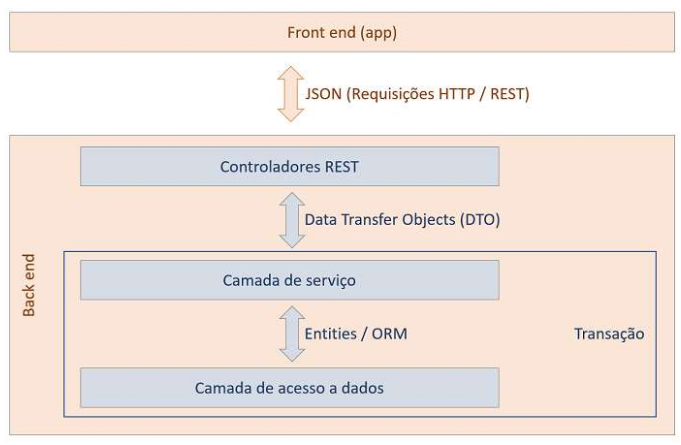 Front end (app)
JSON (Requisições HTTP / REST)
Controladores REST
Data Transfer Objects (DTO)
Back end
Camada de serviço
Entities / ORM
Transação
Camada de acesso a dados